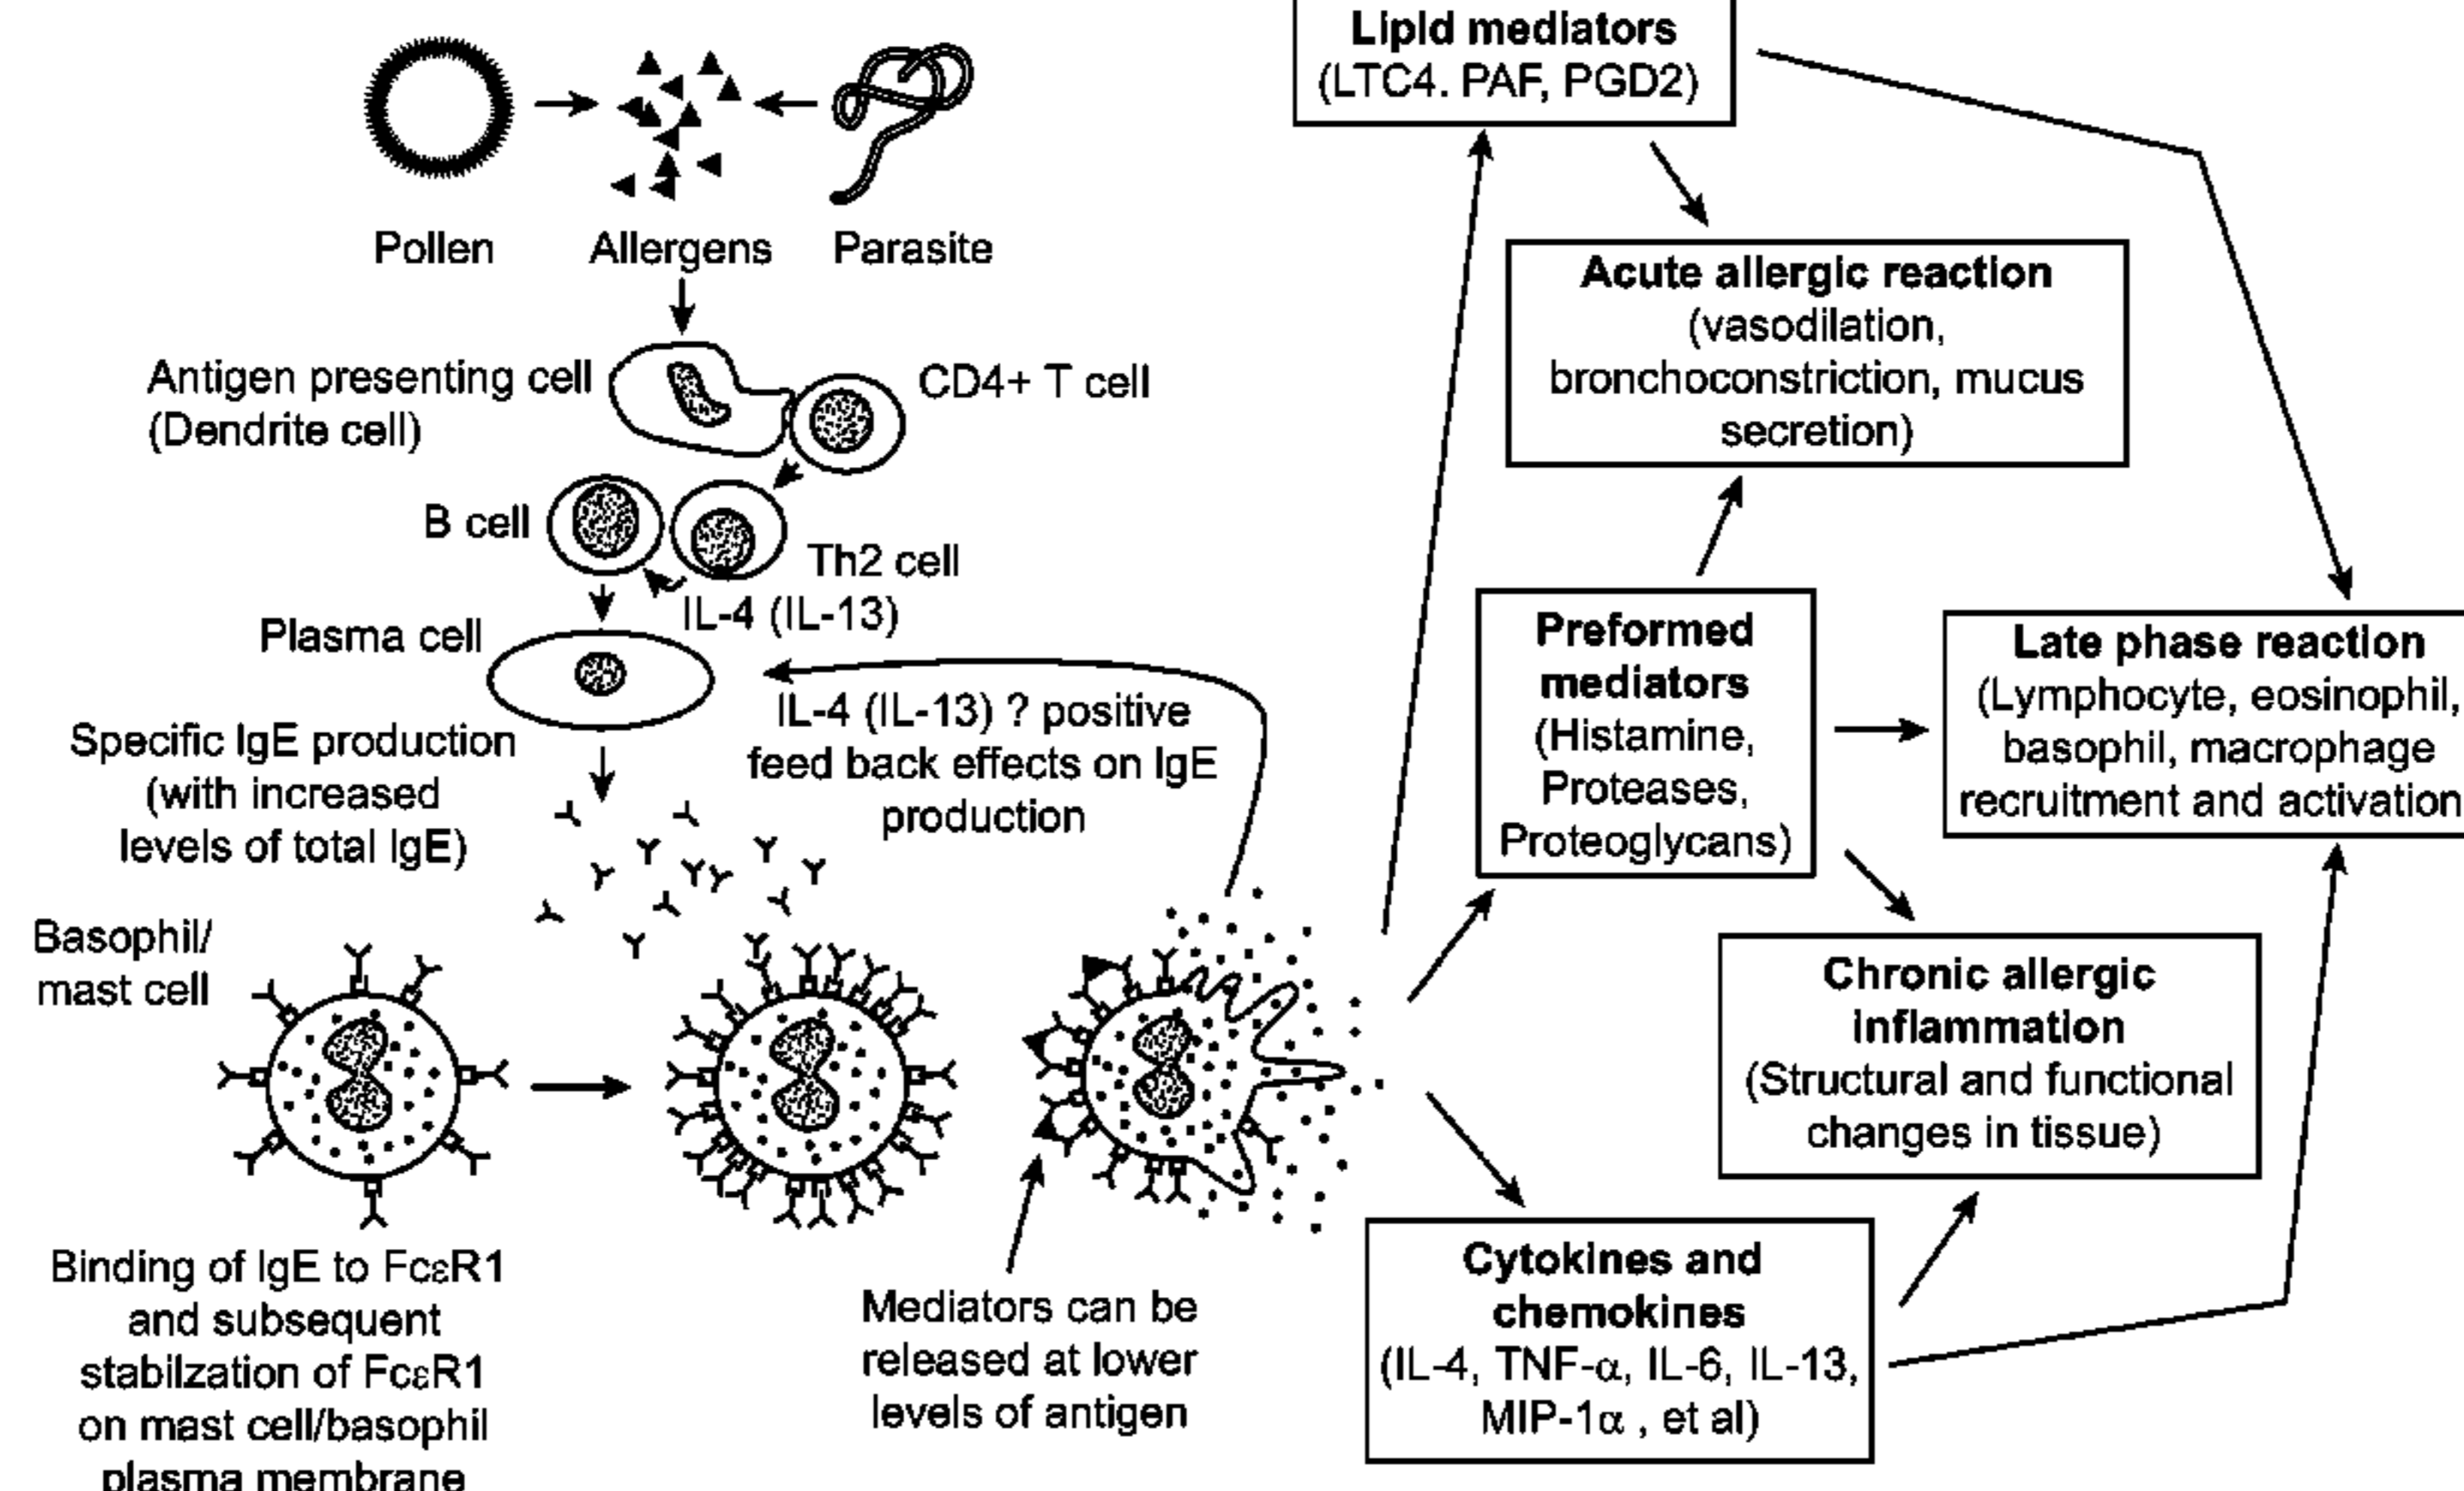 Pollen
Allergens
Parasite
Antigen presenting cell
(Dendrite cell)
CD4+ T cell
B cell
Th2 cell
IL-4 (IL-13)
Plasma cell
IL-4 (IL-13) ? positive
feed back effects on IgE
production
Specific IgE production
(with increased
levels of total IgE)
Basophil/
mast cell
Binding of IgE to FcεR1
and subsequent
stabilzation of FcεR1
on mast cell/basophil
plasma membrane
Mediators can be
released at lower
levels of antigen
Lipid mediators
(LTC4. PAF, PGD2)
Acute allergic reaction
(vasodilation,
bronchoconstriction, mucus
secretion)
Preformed
mediators
(Histamine,
Proteases,
Proteoglycans)
Late phase reaction
(Lymphocyte, eosinophil,
basophil, macrophage
recruitment and activation
Chronic allergic
inflammation
(Structural and functional
changes in tissue)
Cytokines and
chemokines
(IL-4, TNF-α, IL-6, IL-13,
MIP-1α , et al)